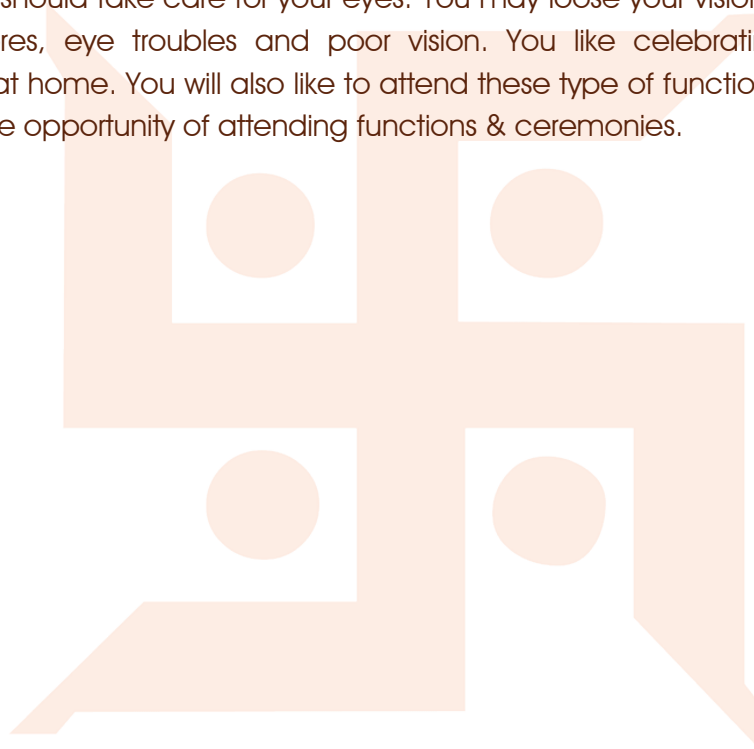 should take care for your eyes. You may loose your vision
res, eye troubles and poor vision. You like celebrati
at home. You will also like to attend these type of functio
e opportunity of attending functions & ceremonies.